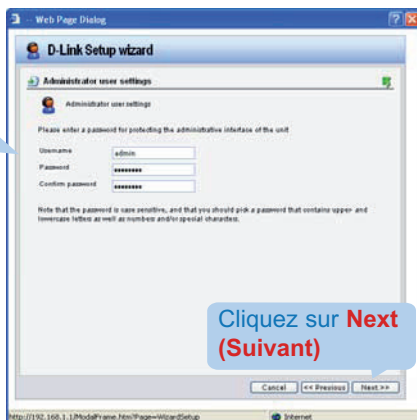 -- Web Page Dialog
D-Link Setup wizard
Administrator user settings
Administrator user settings
Please enter a password for protecting the administrative interface of the unit
Username admin
Password ••••••••
Confirm password ••••••••
Note that the password is case sensitive, and that you should pick a password that contains upper- and
lowercase letters as well as numbers and/or special characters.
Cliquez sur Next
(Suivant)
Cancel << Previous Next >>
http://192.168.1.1/ModalFrame.htm?Page=WizardSetup Internet